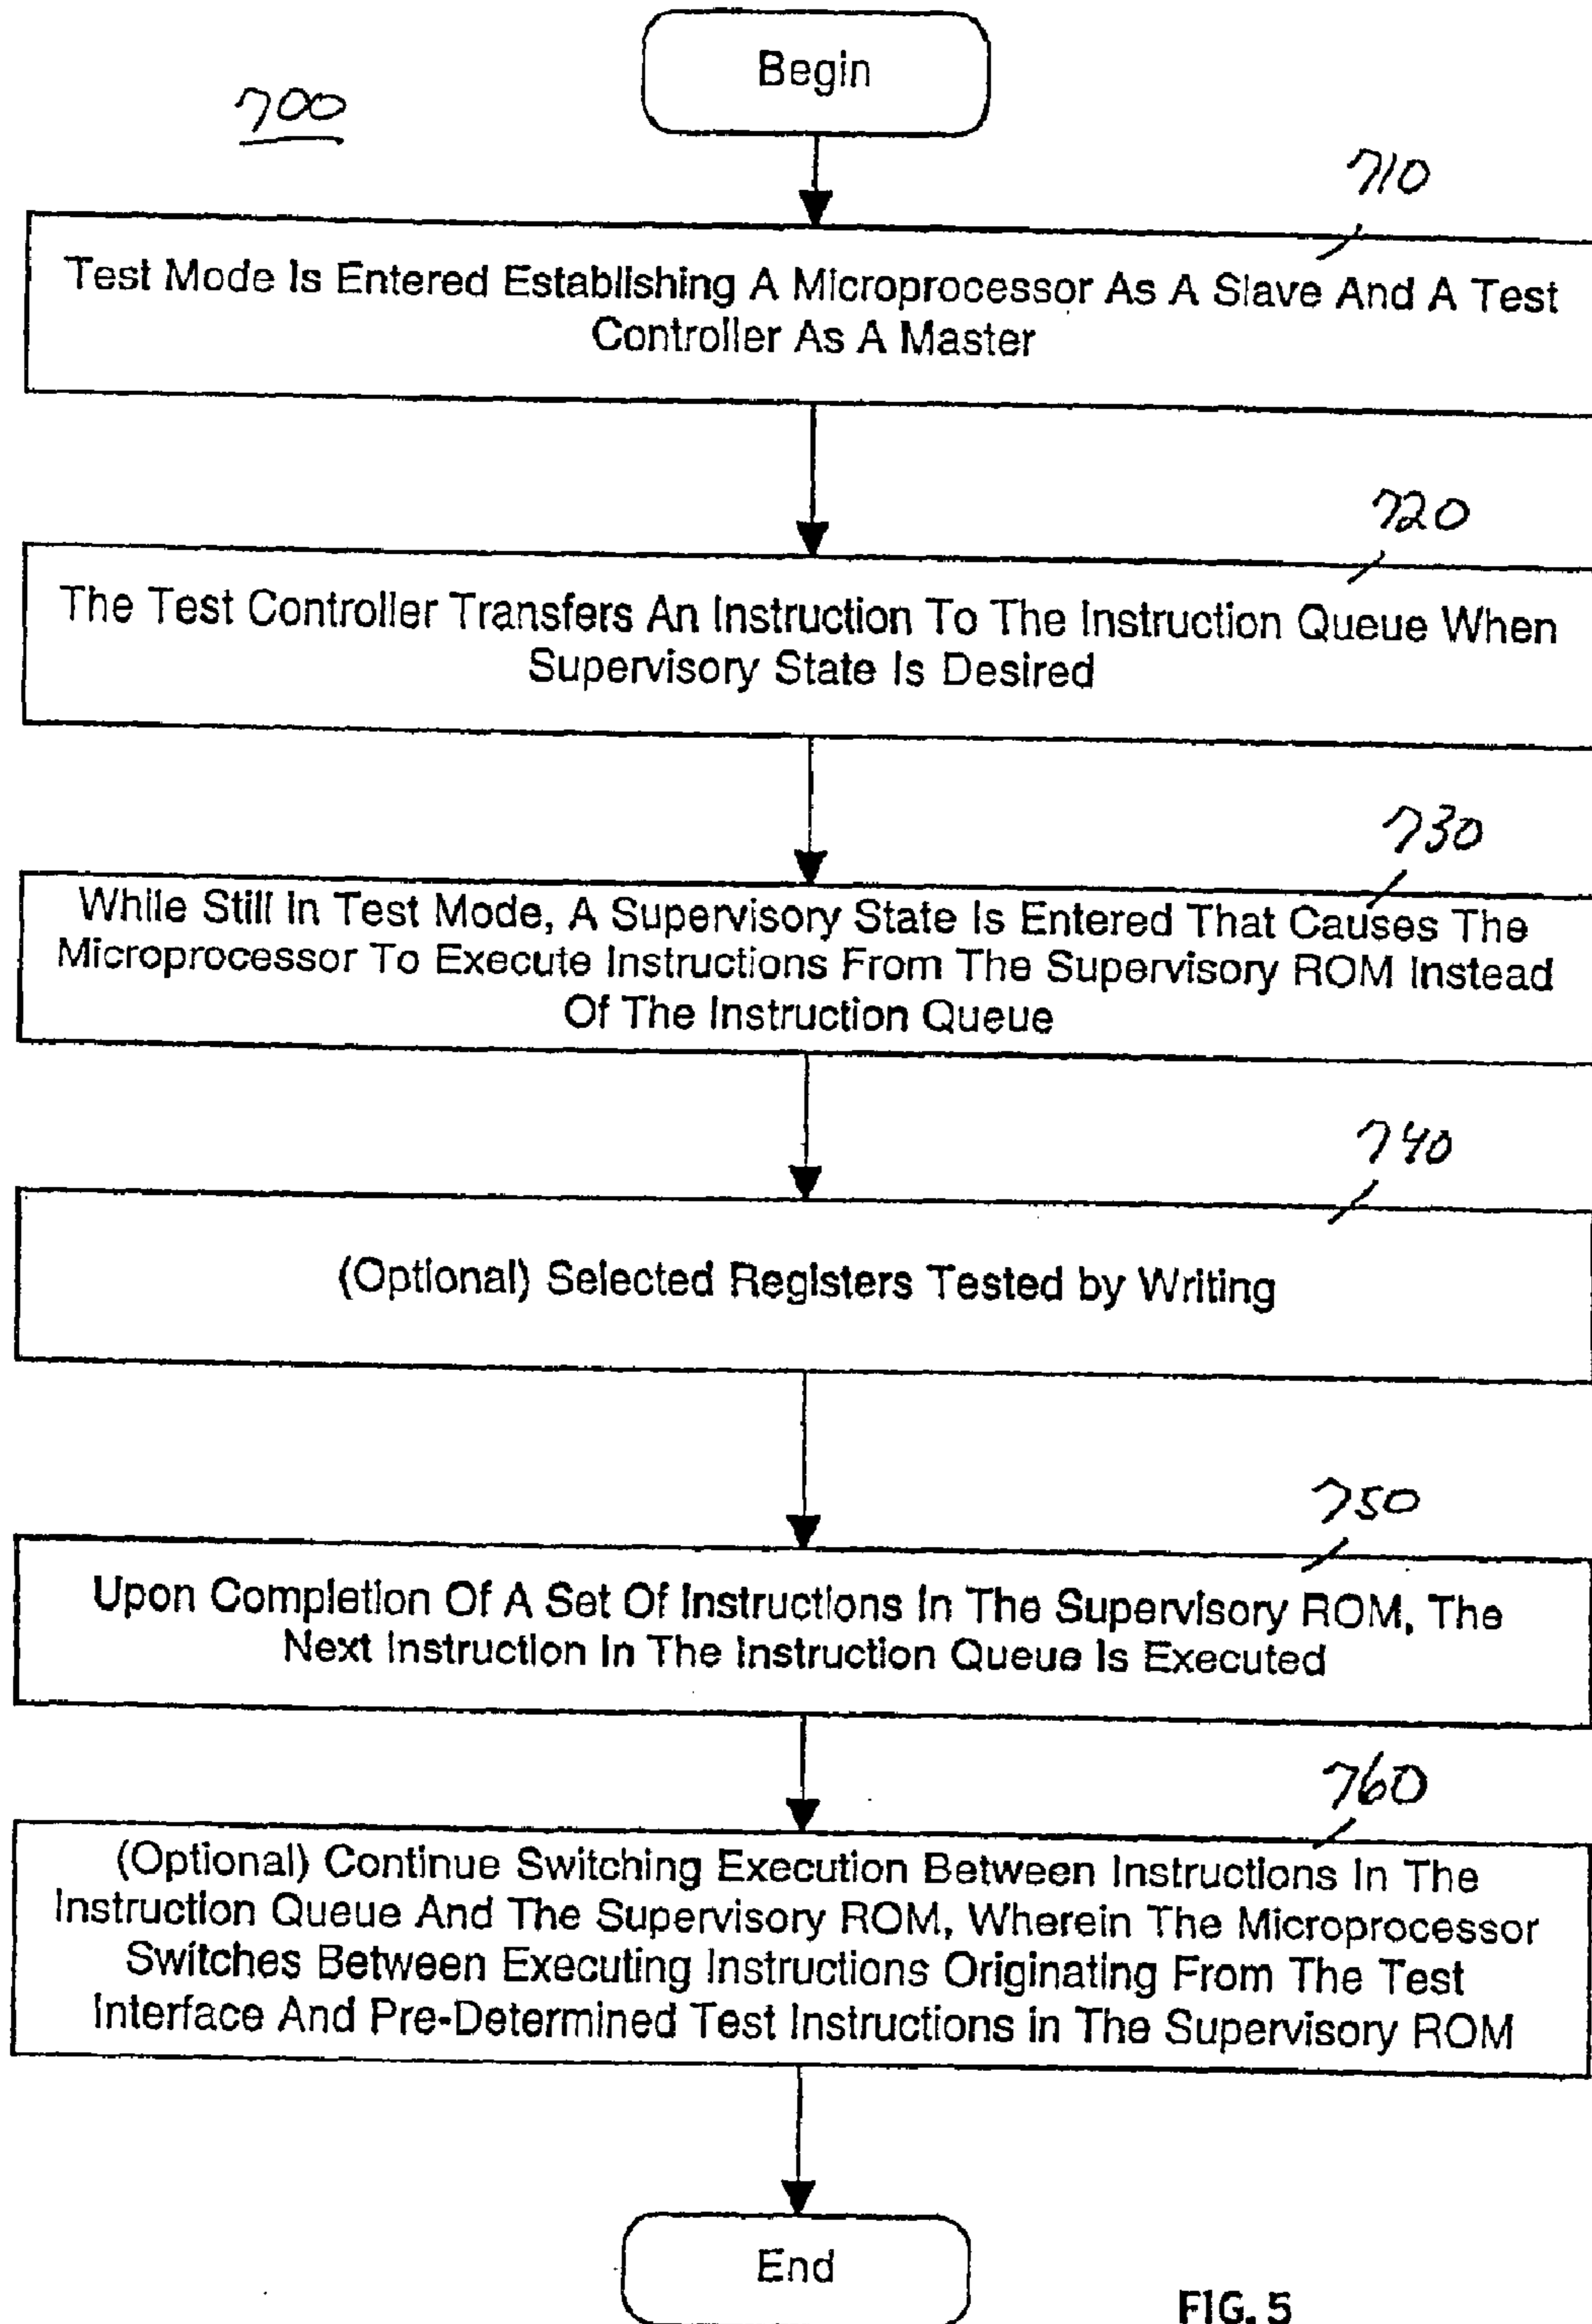 Begin
700
710
Test Mode Is Entered Establishing A Microprocessor As A Slave And A Test
Controller As A Master
720
The Test Controller Transfers An Instruction To The Instruction Queue When
Supervisory State Is Desired
730
While Still In Test Mode, A Supervisory State Is Entered That Causes The
Microprocessor To Execute Instructions From The Supervisory ROM Instead
Of The Instruction Queue
740
(Optional) Selected Registers Tested by Writing
750
Upon Completion Of A Set Of Instructions In The Supervisory ROM, The
Next Instruction In The Instruction Queue Is Executed
760
(Optional) Continue Switching Execution Between Instructions In The
Instruction Queue And The Supervisory ROM, Wherein The Microprocessor
Switches Between Executing Instructions Originating From The Test
Interface And Pre-Determined Test Instructions in The Supervisory ROM
End
FIG. 5